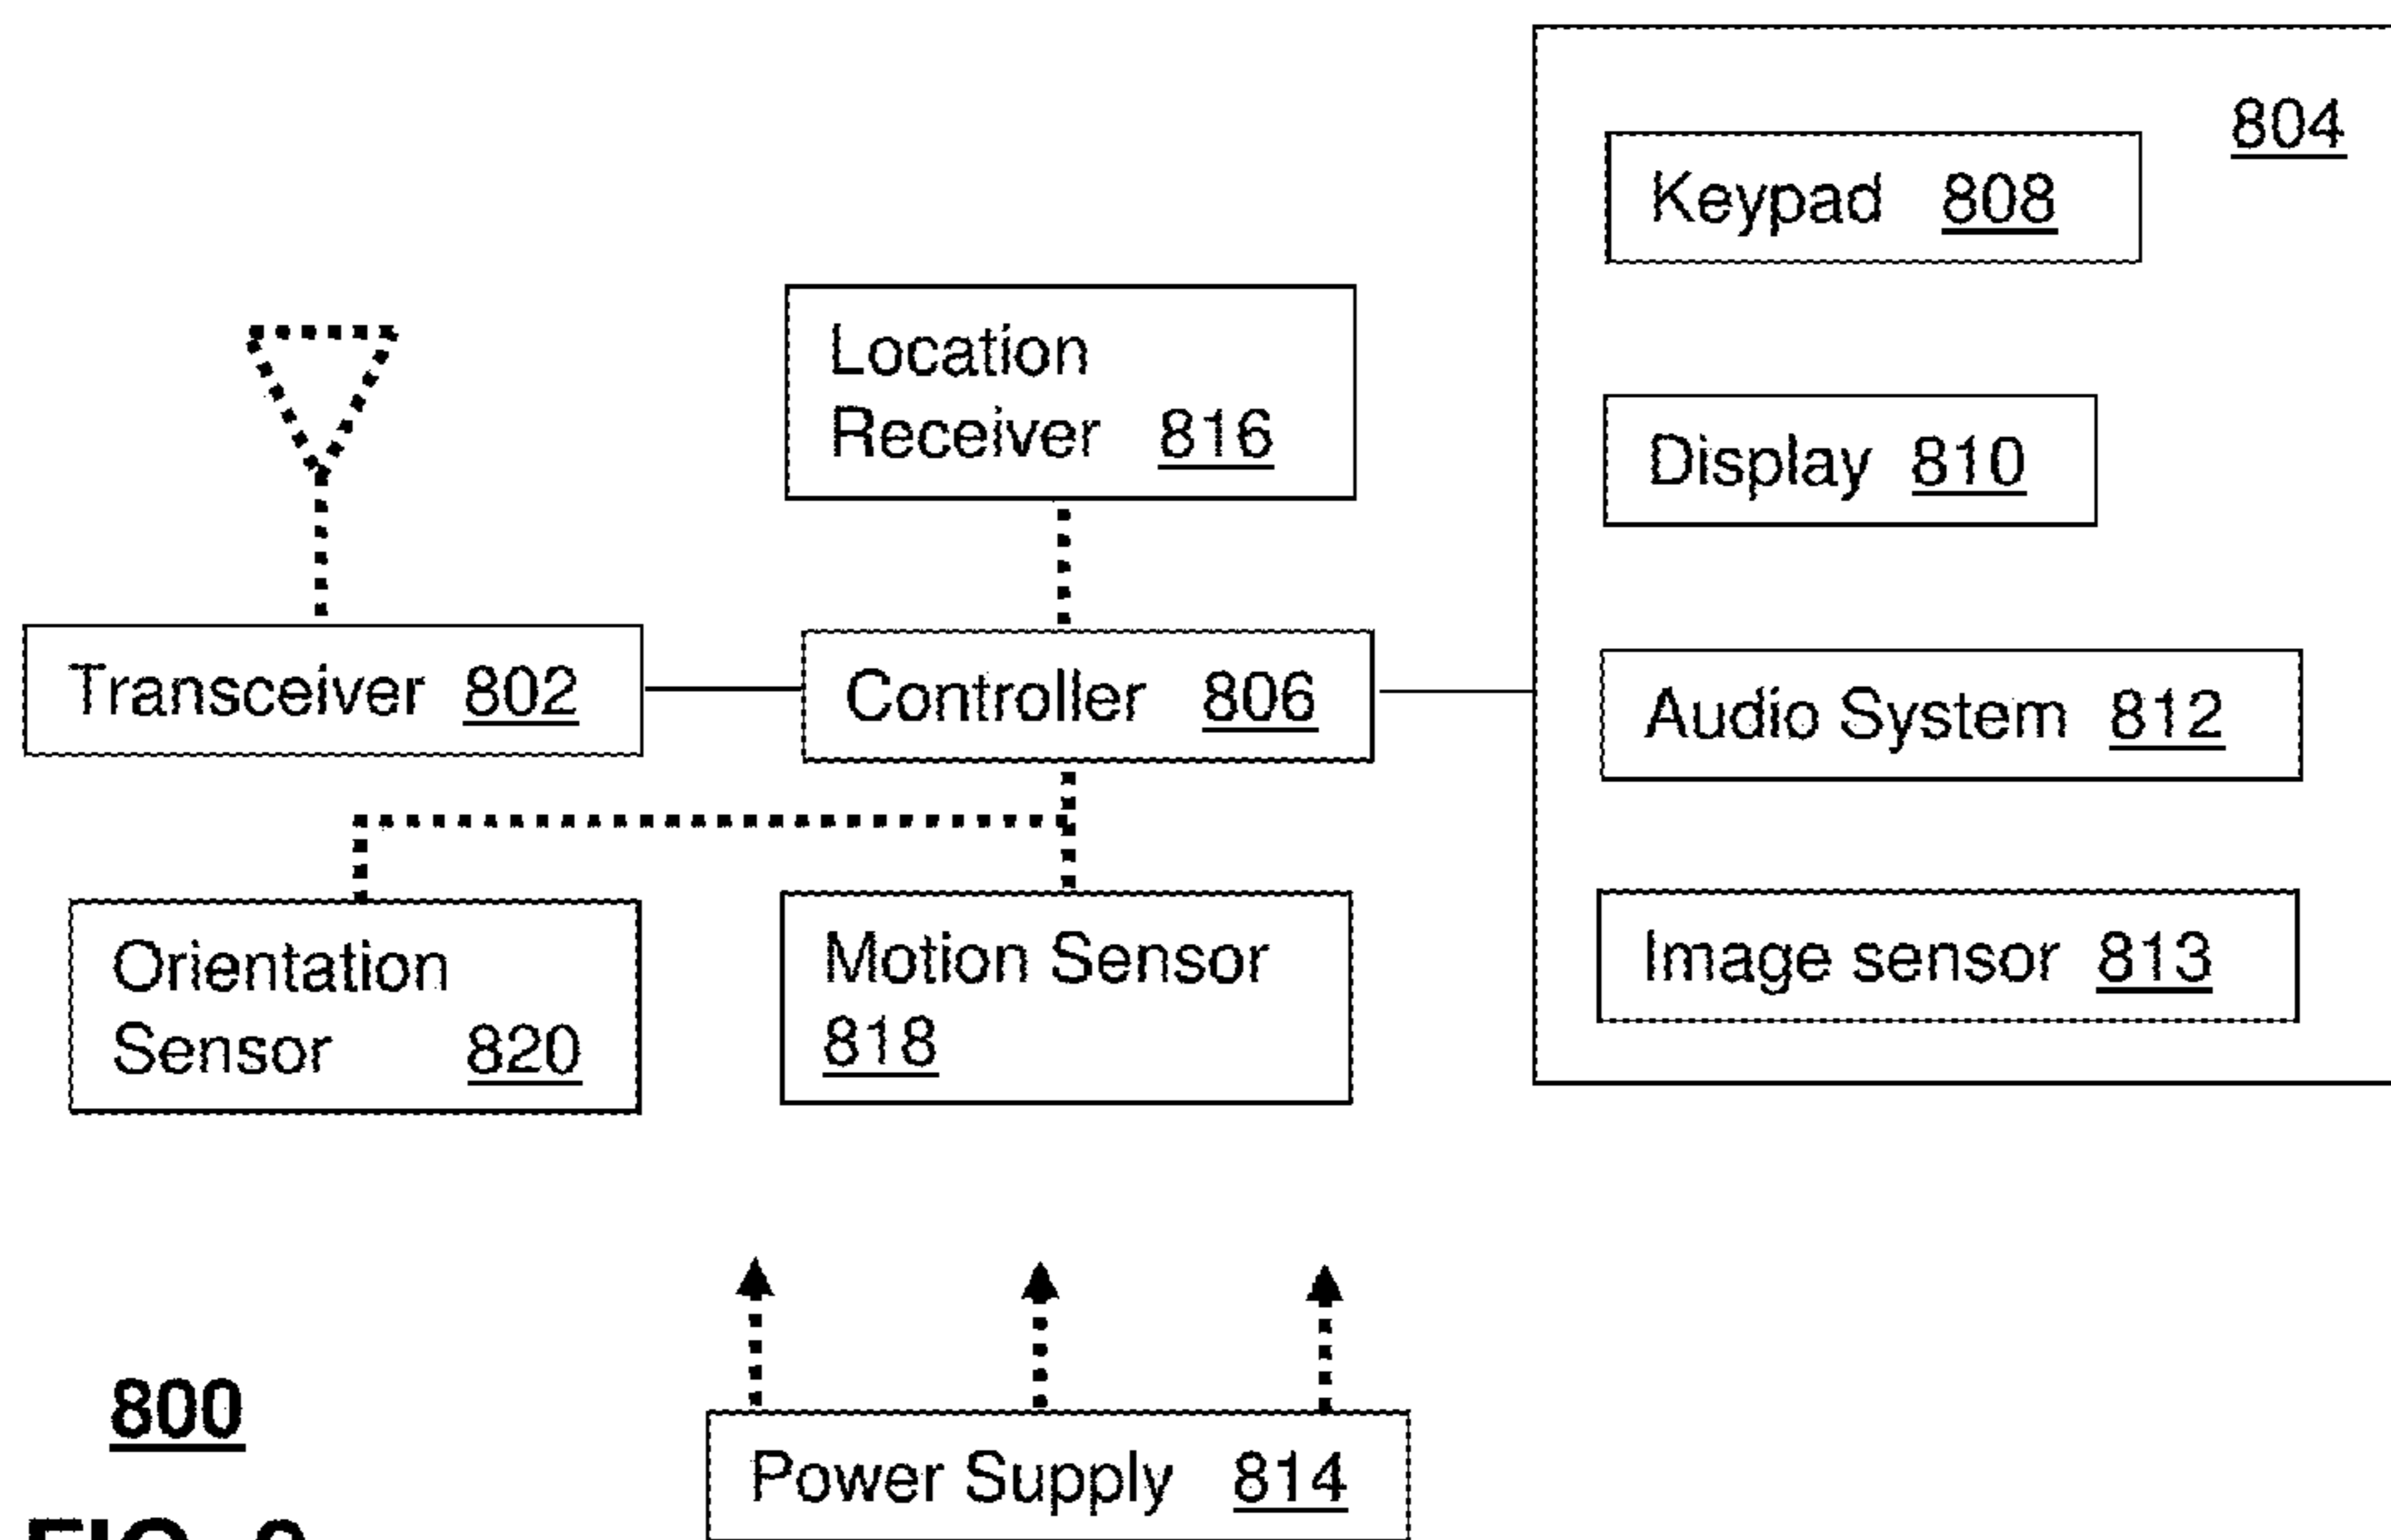 804
Keypad 808
Location
Receiver 816
Display 810
Transceiver 802
Controller 806
Audio System 812
Orientation
Sensor 820
Motion Sensor
818
Image sensor 813
800
Power Supply 814
FIG.